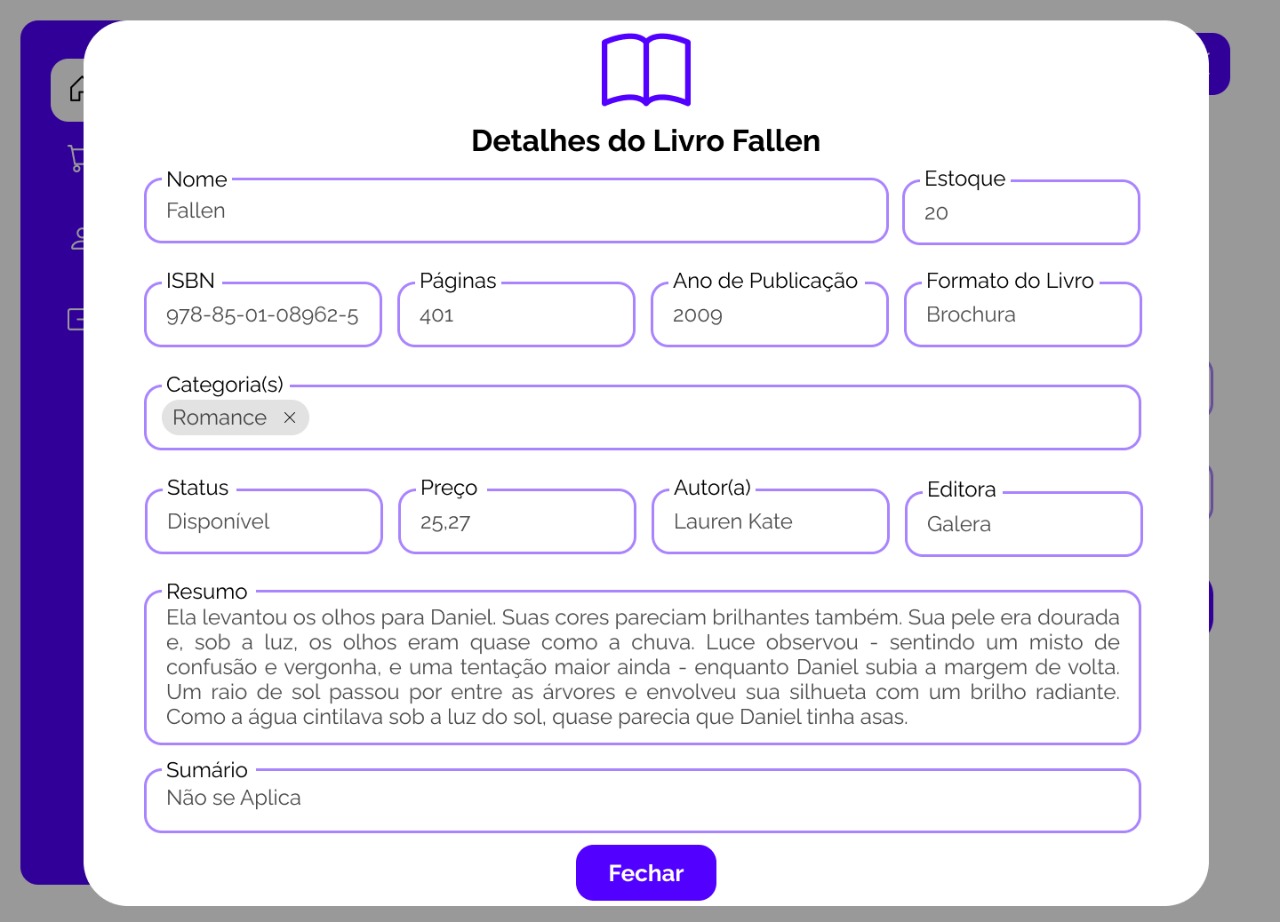 Detalhes do Livro Fallen
Nome
Fallen
Estoque
20
ISBN
978-85-01-08962-5
Páginas
401
Ano de Publicação
2009
Formato do Livro
Brochura
Categoria(s)
Romance ×
Status
Disponível
Preço
25,27
Autor(a)
Lauren Kate
Editora
Galera
Resumo
Ela levantou os olhos para Daniel. Suas cores pareciam brilhantes também. Sua pele era dourada
e, sob a luz, os olhos eram quase como a chuva. Luce observou - sentindo um misto de
confusão e vergonha, e uma tentação maior ainda - enquanto Daniel subia a margem de volta.
Um raio de sol passou por entre as árvores e envolveu sua silhueta com um brilho radiante.
Como a água cintilava sob a luz do sol, quase parecia que Daniel tinha asas.
Sumário
Não se Aplica
Fechar